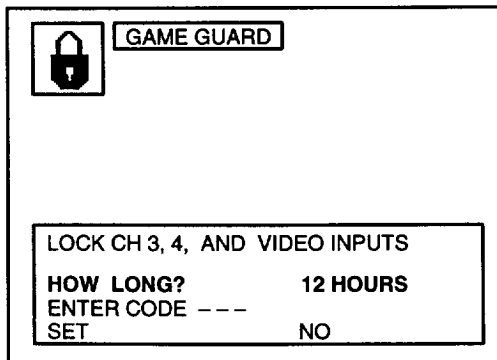 GAME GUARD
LOCK CH 3, 4, AND VIDEO INPUTS
HOW LONG? 12 HOURS
ENTER CODE – – –
SET NO